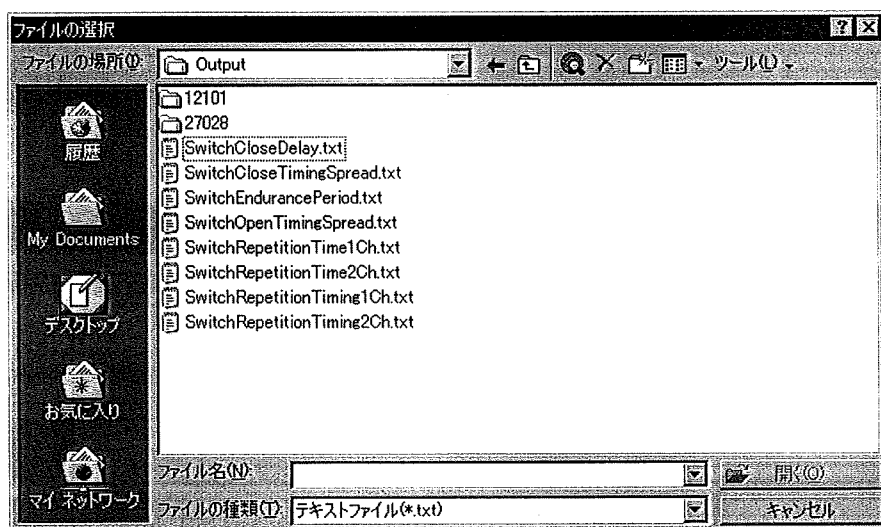 ファイルの選択
ファイルの場所(I):
Output
ツール(L)
履歴
My Documents
デスクトップ
お気に入り
マイ ネットワーク
12101
27028
SwitchCloseDelay.txt
SwitchCloseTimingSpread.txt
SwitchEndurancePeriod.txt
SwitchOpenTimingSpread.txt
SwitchRepetitionTime1Ch.txt
SwitchRepetitionTime2Ch.txt
SwitchRepetitionTiming1Ch.txt
SwitchRepetitionTiming2Ch.txt
ファイル名(N):
開く(O)
ファイルの種類(T):
テキストファイル(*.txt)
キャンセル